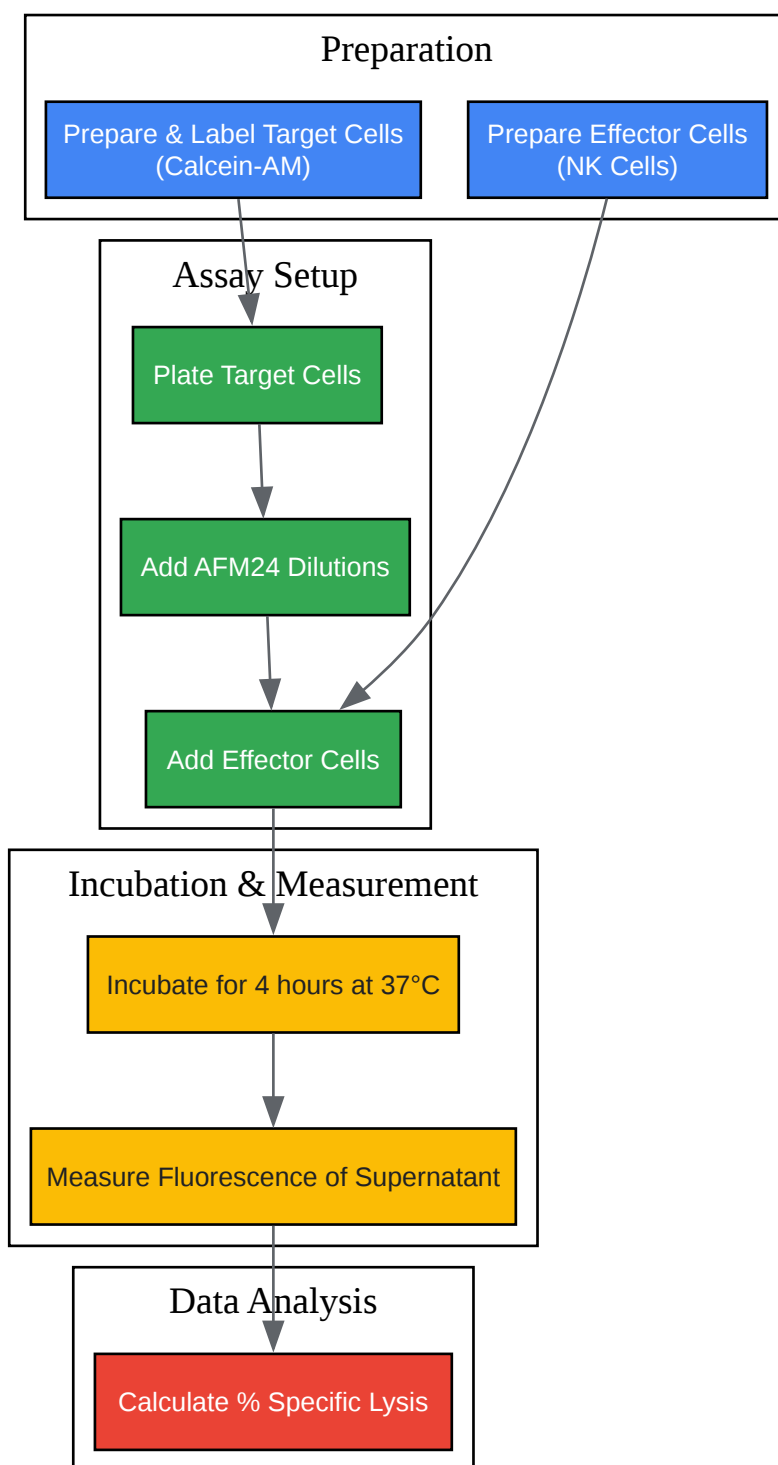 Preparation
Prepare & Label Target Cells
(Calcein-AM)
Prepare Effector Cells
(NK Cells)
Assay Setup
Plate Target Cells
Add AFM24 Dilutions
Add Effector Cells
Incubation & Measurement
Incubate for 4 hours at 37°C
Measure Fluorescence of Supernatant
Data Analysis
Calculate % Specific Lysis